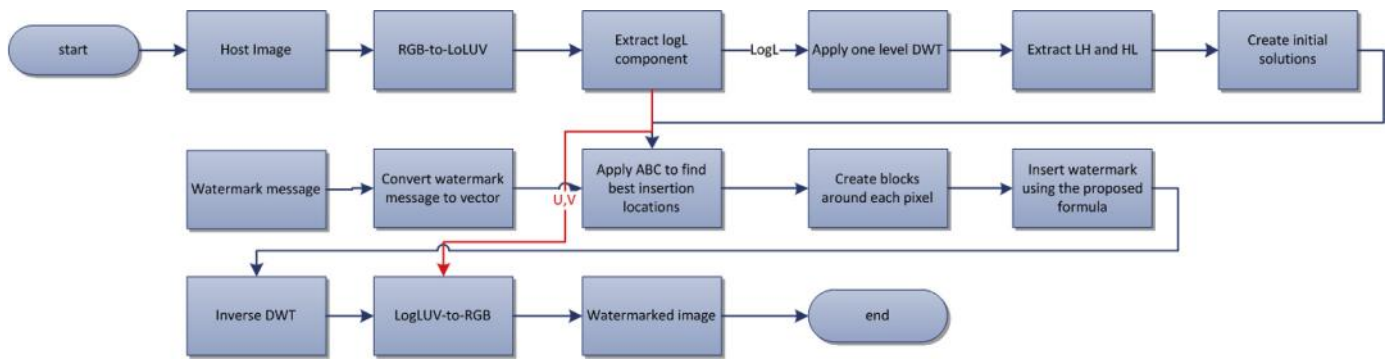 start
Host Image
RGB-to-LoLUV
Extract logL
component
LogL
Apply one level DWT
Extract LH and HL
Create initial
solutions
Watermark message
Convert watermark
message to vector
U,V
Apply ABC to find
best insertion
locations
Create blocks
around each pixel
Insert watermark
using the proposed
formula
Inverse DWT
LogLUV-to-RGB
Watermarked image
end